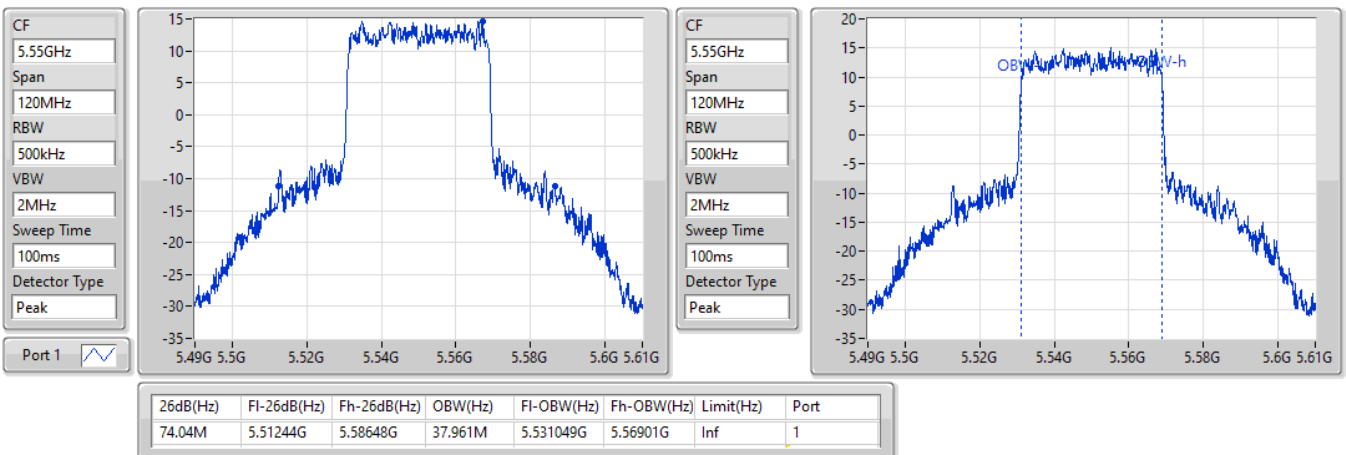 CF
5.55GHz
Span
120MHz
RBW
500kHz
VBW
2MHz
Sweep Time
100ms
Detector Type
Peak
Port 1
15
10
5
0
-5
-10
-15
-20
-25
-30
-35
5.49G 5.5G 5.52G 5.54G 5.56G 5.58G 5.6G 5.61G
CF
5.55GHz
Span
120MHz
RBW
500kHz
VBW
2MHz
Sweep Time
100ms
Detector Type
Peak
20
15
10
5
0
-5
-10
-15
-20
-25
-30
-35
5.49G 5.5G 5.52G 5.54G 5.56G 5.58G 5.6G 5.61G
26dB(Hz) Fl-26dB(Hz) Fh-26dB(Hz) OBW(Hz) Fl-OBW(Hz) Fh-OBW(Hz) Limit(Hz) Port
74.04M 5.51244G 5.58648G 37.961M 5.531049G 5.56901G Inf 1